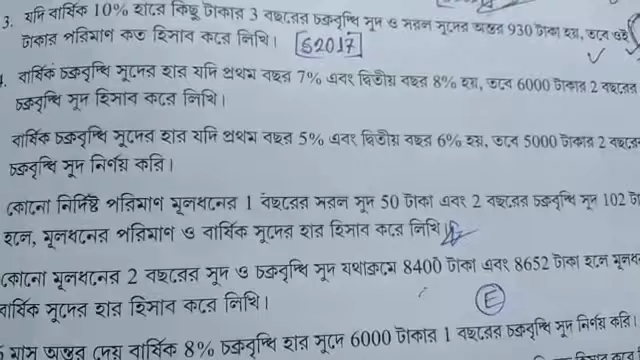 3. যদি বার্ষিক 10% হারে কিছু টাকার 3 বছরের চক্রবৃদ্ধি সুদ ও সরল সুদের অন্তর 930 টাকা হয়, তবে ওই
টাকার পরিমাণ কত হিসাব করে লিখি। [S2017]
. বার্ষিক চক্রবৃদ্ধি সুদের হার যদি প্রথম বছর 7% এবং দ্বিতীয় বছর 8% হয়, তবে 6000 টাকার 2 বছরের
চক্রবৃদ্ধি সুদ হিসাব করে লিখি।
বার্ষিক চক্রবৃদ্ধি সুদের হার যদি প্রথম বছর 5% এবং দ্বিতীয় বছর 6% হয়, তবে 5000 টাকার 2 বছরের
চক্রবৃদ্ধি সুদ নির্ণয় করি।
কোনো নির্দিষ্ট পরিমাণ মূলধনের 1 বছরের সরল সুদ 50 টাকা এবং 2 বছরের চক্রবৃদ্ধি সুদ 102 টা
হলে, মূলধনের পরিমাণ ও বার্ষিক সুদের হার হিসাব করে লিখি।
কোনো মূলধনের 2 বছরের সুদ ও চক্রবৃদ্ধি সুদ যথাক্রমে 8400 টাকা এবং 8652 টাকা হলে মূলধ
বার্ষিক সুদের হার হিসাব করে লিখি। E
মাস অন্তর দেয় বার্ষিক 8% চক্রবৃদ্ধি হার সুদে 6000 টাকার 1 বছরের চক্রবৃদ্ধি সুদ নির্ণয় করি।